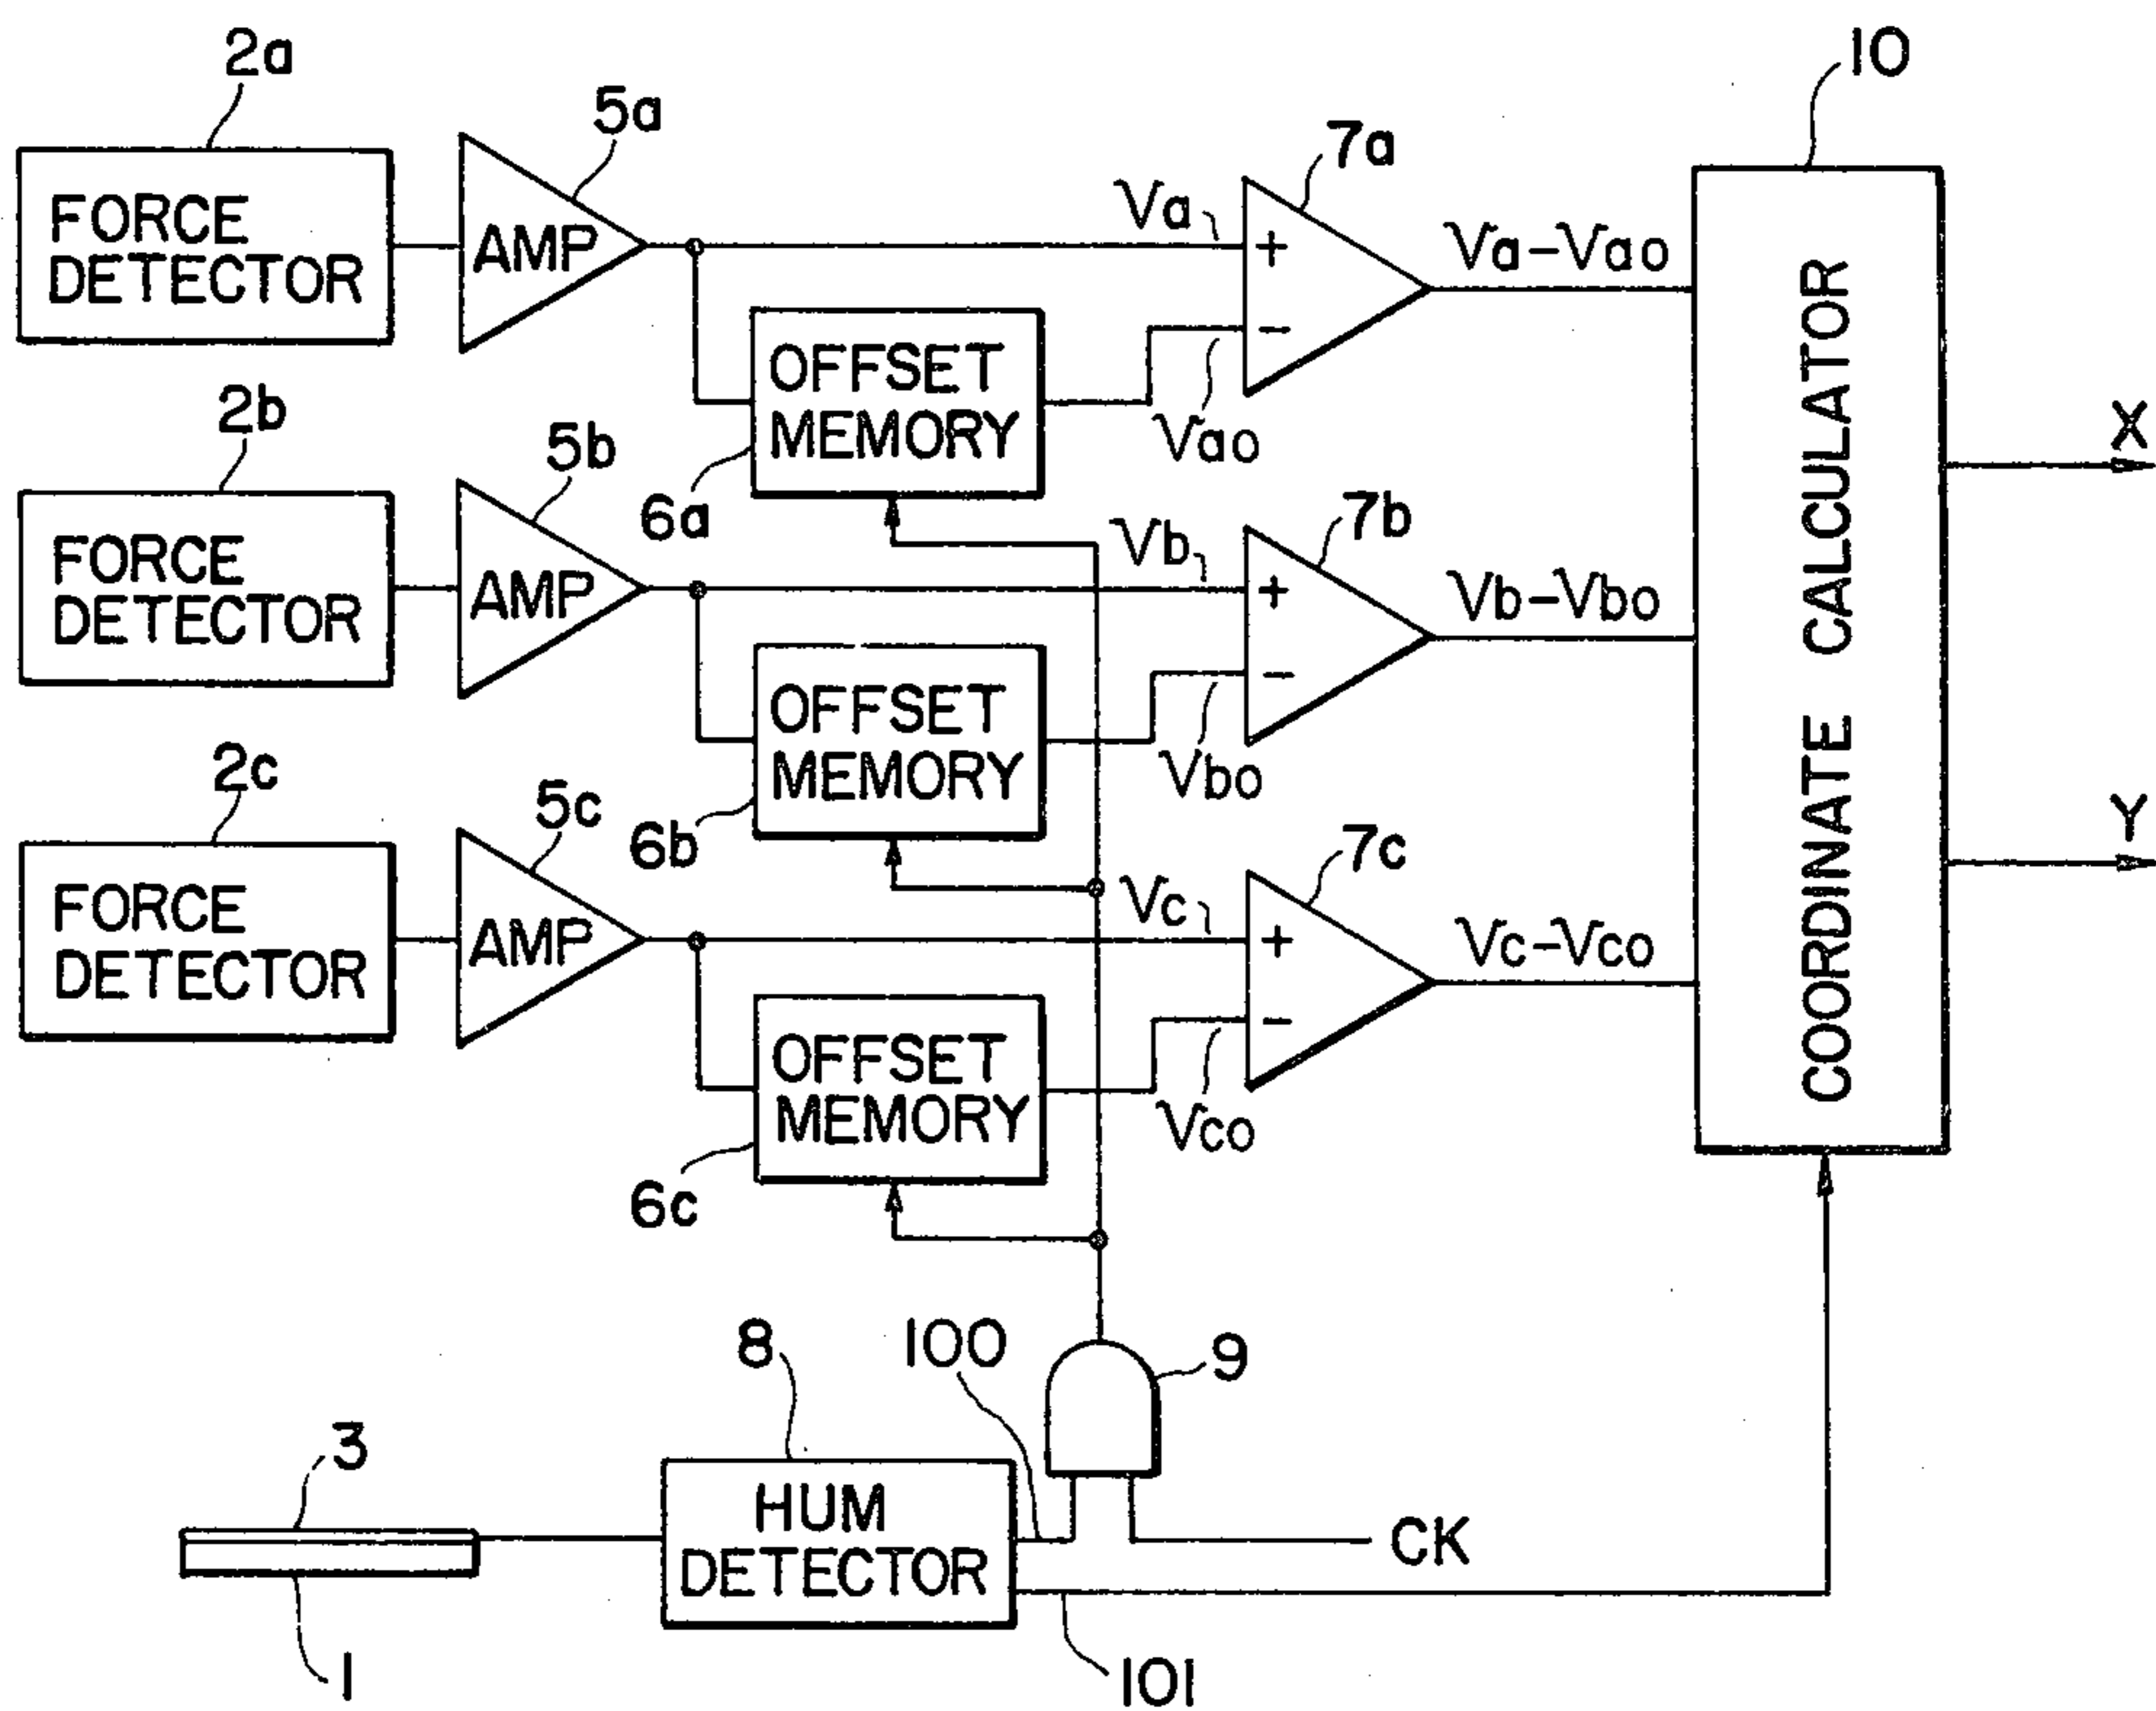 2a
5a
10
7a
FORCE
DETECTOR
AMP
Va
+
Va-Vao
−
OFFSET
MEMORY
Vao
6a
2b
5b
7b
FORCE
DETECTOR
AMP
Vb
+
Vb-Vbo
−
OFFSET
MEMORY
Vbo
6b
2c
5c
7c
FORCE
DETECTOR
AMP
Vc
+
Vc-Vco
−
OFFSET
MEMORY
Vco
6c
COORDINATE CALCULATOR
X
Y
8
100
9
3
HUM
DETECTOR
CK
1
101